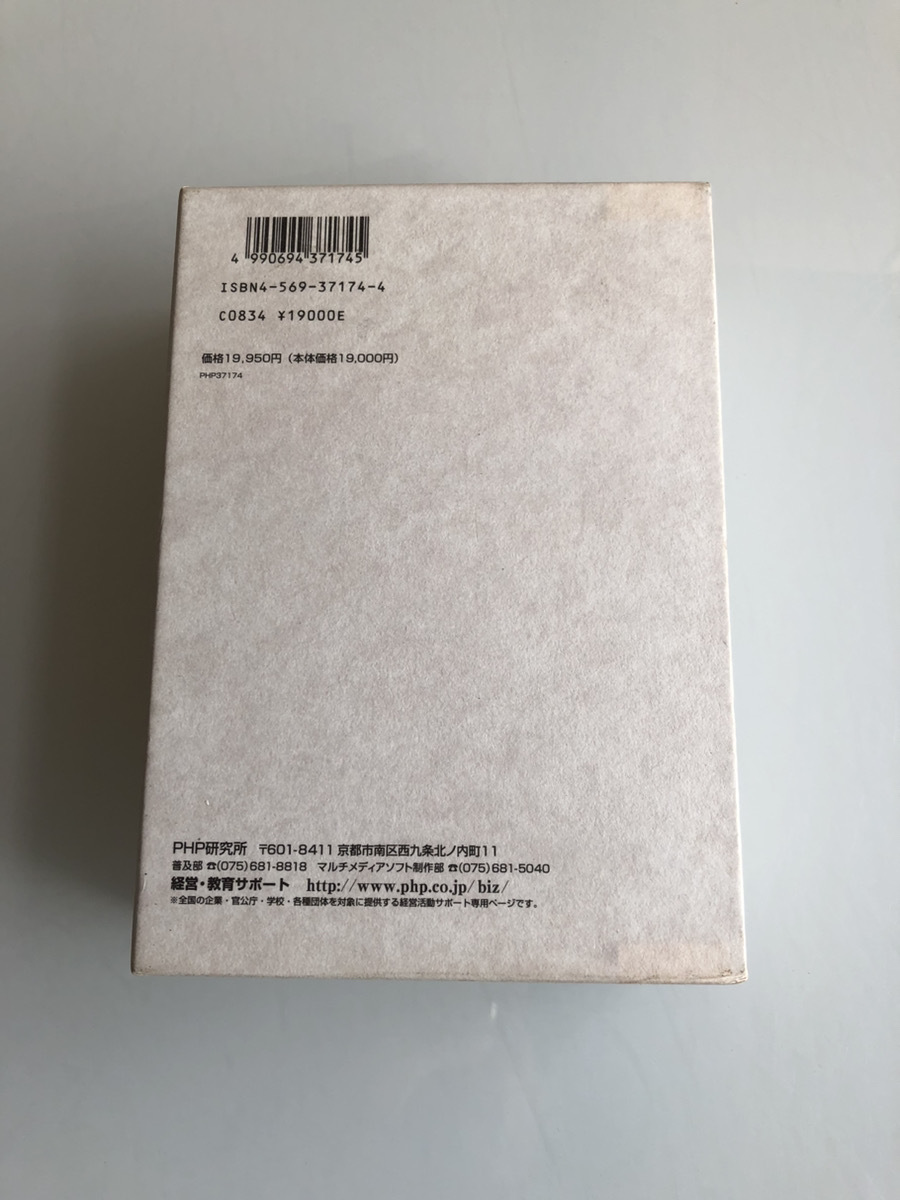 4 990694 371745
ISBN4-569-37174-4
C0834 ¥19000E
価格19,950円(本体価格19,000円)
PHP37174
PHP研究所 〒601-8411 京都市南区西九条北ノ内町11
普及部 ☎(075)681-8818 マルチメディアソフト制作部 ☎(075)681-5040
経営・教育サポート http://www.php.co.jp/biz/
※全国の企業・官公庁・学校・各種団体を対象に提供する経営活動サポート専用ページです。